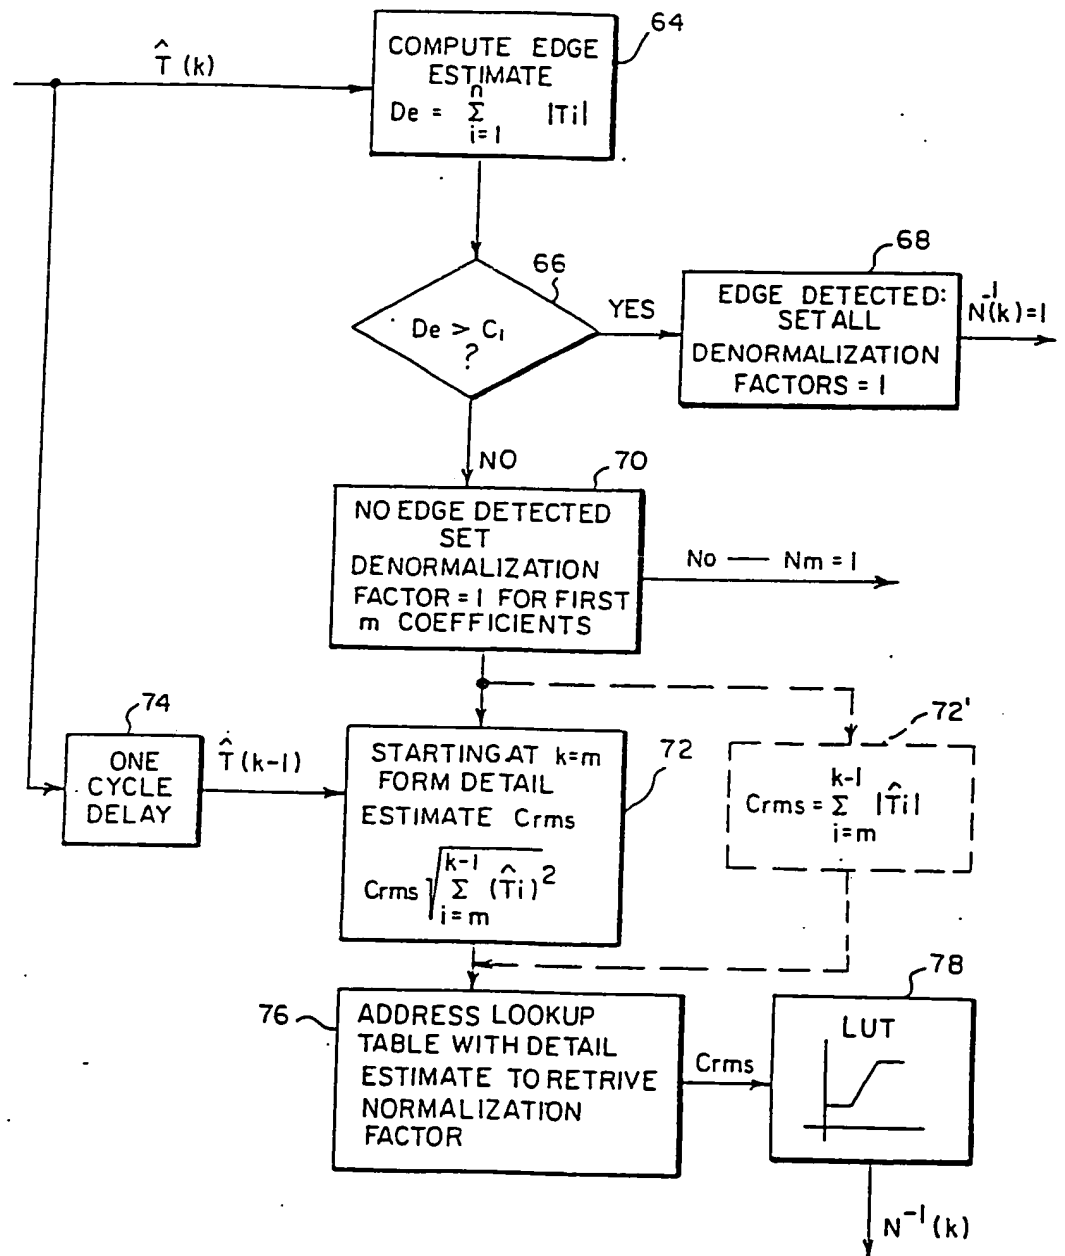 64
T̂ (k)
COMPUTE EDGE
ESTIMATE
De = n Σ i=1 |Ti|
66
De > C1
?
YES
68
EDGE DETECTED:
SET ALL
DENORMALIZATION
FACTORS = 1
N⁻¹(k)=1
NO
70
NO EDGE DETECTED
SET
DENORMALIZATION
FACTOR = 1 FOR FIRST
m COEFFICIENTS
No — Nm = 1
74
ONE
CYCLE
DELAY
T̂ (k-1)
72
STARTING AT k=m
FORM DETAIL
ESTIMATE Crms
Crms √ k-1 Σ i=m (T̂i)²
72'
Crms = k-1 Σ i=m |T̂i|
76
ADDRESS LOOKUP
TABLE WITH DETAIL
ESTIMATE TO RETRIVE
NORMALIZATION
FACTOR
Crms
78
LUT
N⁻¹(k)